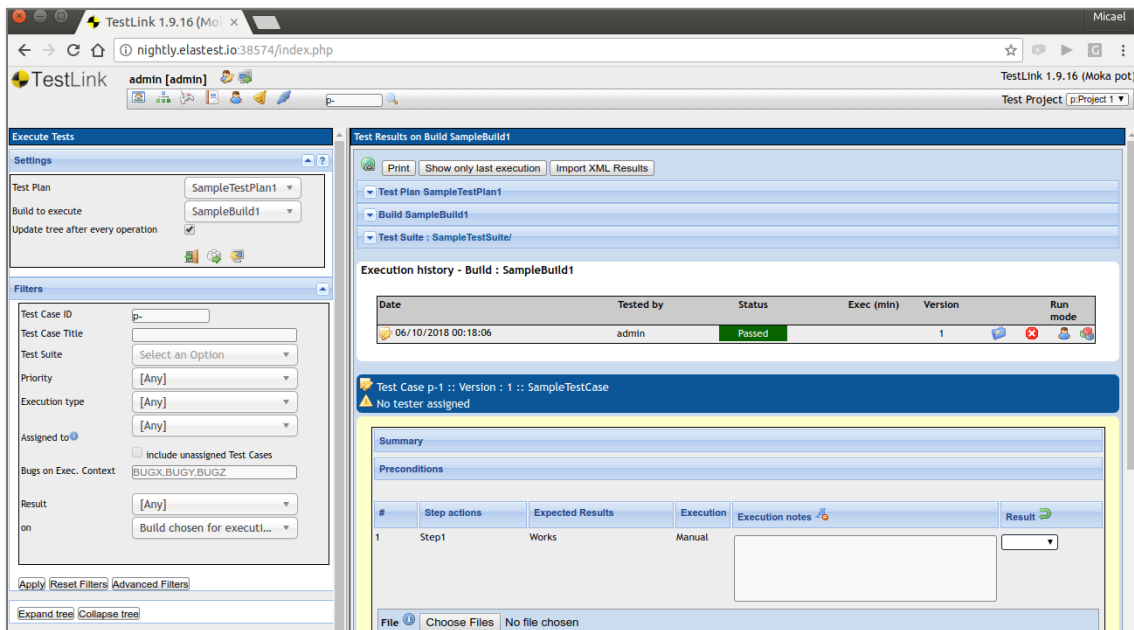 TestLink 1.9.16 (Mo
Micael
nightly.elastest.io:38574/index.php
TestLink
admin [admin]
TestLink 1.9.16 (Moka pot)
p-
Test Project p:Project 1
Execute Tests
Settings
?
Test Plan SampleTestPlan1
Build to execute SampleBuild1
Update tree after every operation
Filters
Test Case ID p-
Test Case Title
Test Suite Select an Option
Priority [Any]
Execution type [Any]
[Any]
Assigned to
include unassigned Test Cases
Bugs on Exec. Context BUGX,BUGY,BUGZ
Result [Any]
on Build chosen for executi...
Apply Reset Filters Advanced Filters
Expand tree Collapse tree
Test Results on Build SampleBuild1
Print Show only last execution Import XML Results
Test Plan SampleTestPlan1
Build SampleBuild1
Test Suite : SampleTestSuite/
Execution history - Build : SampleBuild1
Date Tested by Status Exec (min) Version Run mode
06/10/2018 00:18:06 admin Passed 1
Test Case p-1 :: Version : 1 :: SampleTestCase
No tester assigned
Summary
Preconditions
# Step actions Expected Results Execution Execution notes Result
1 Step1 Works Manual
File Choose Files No file chosen